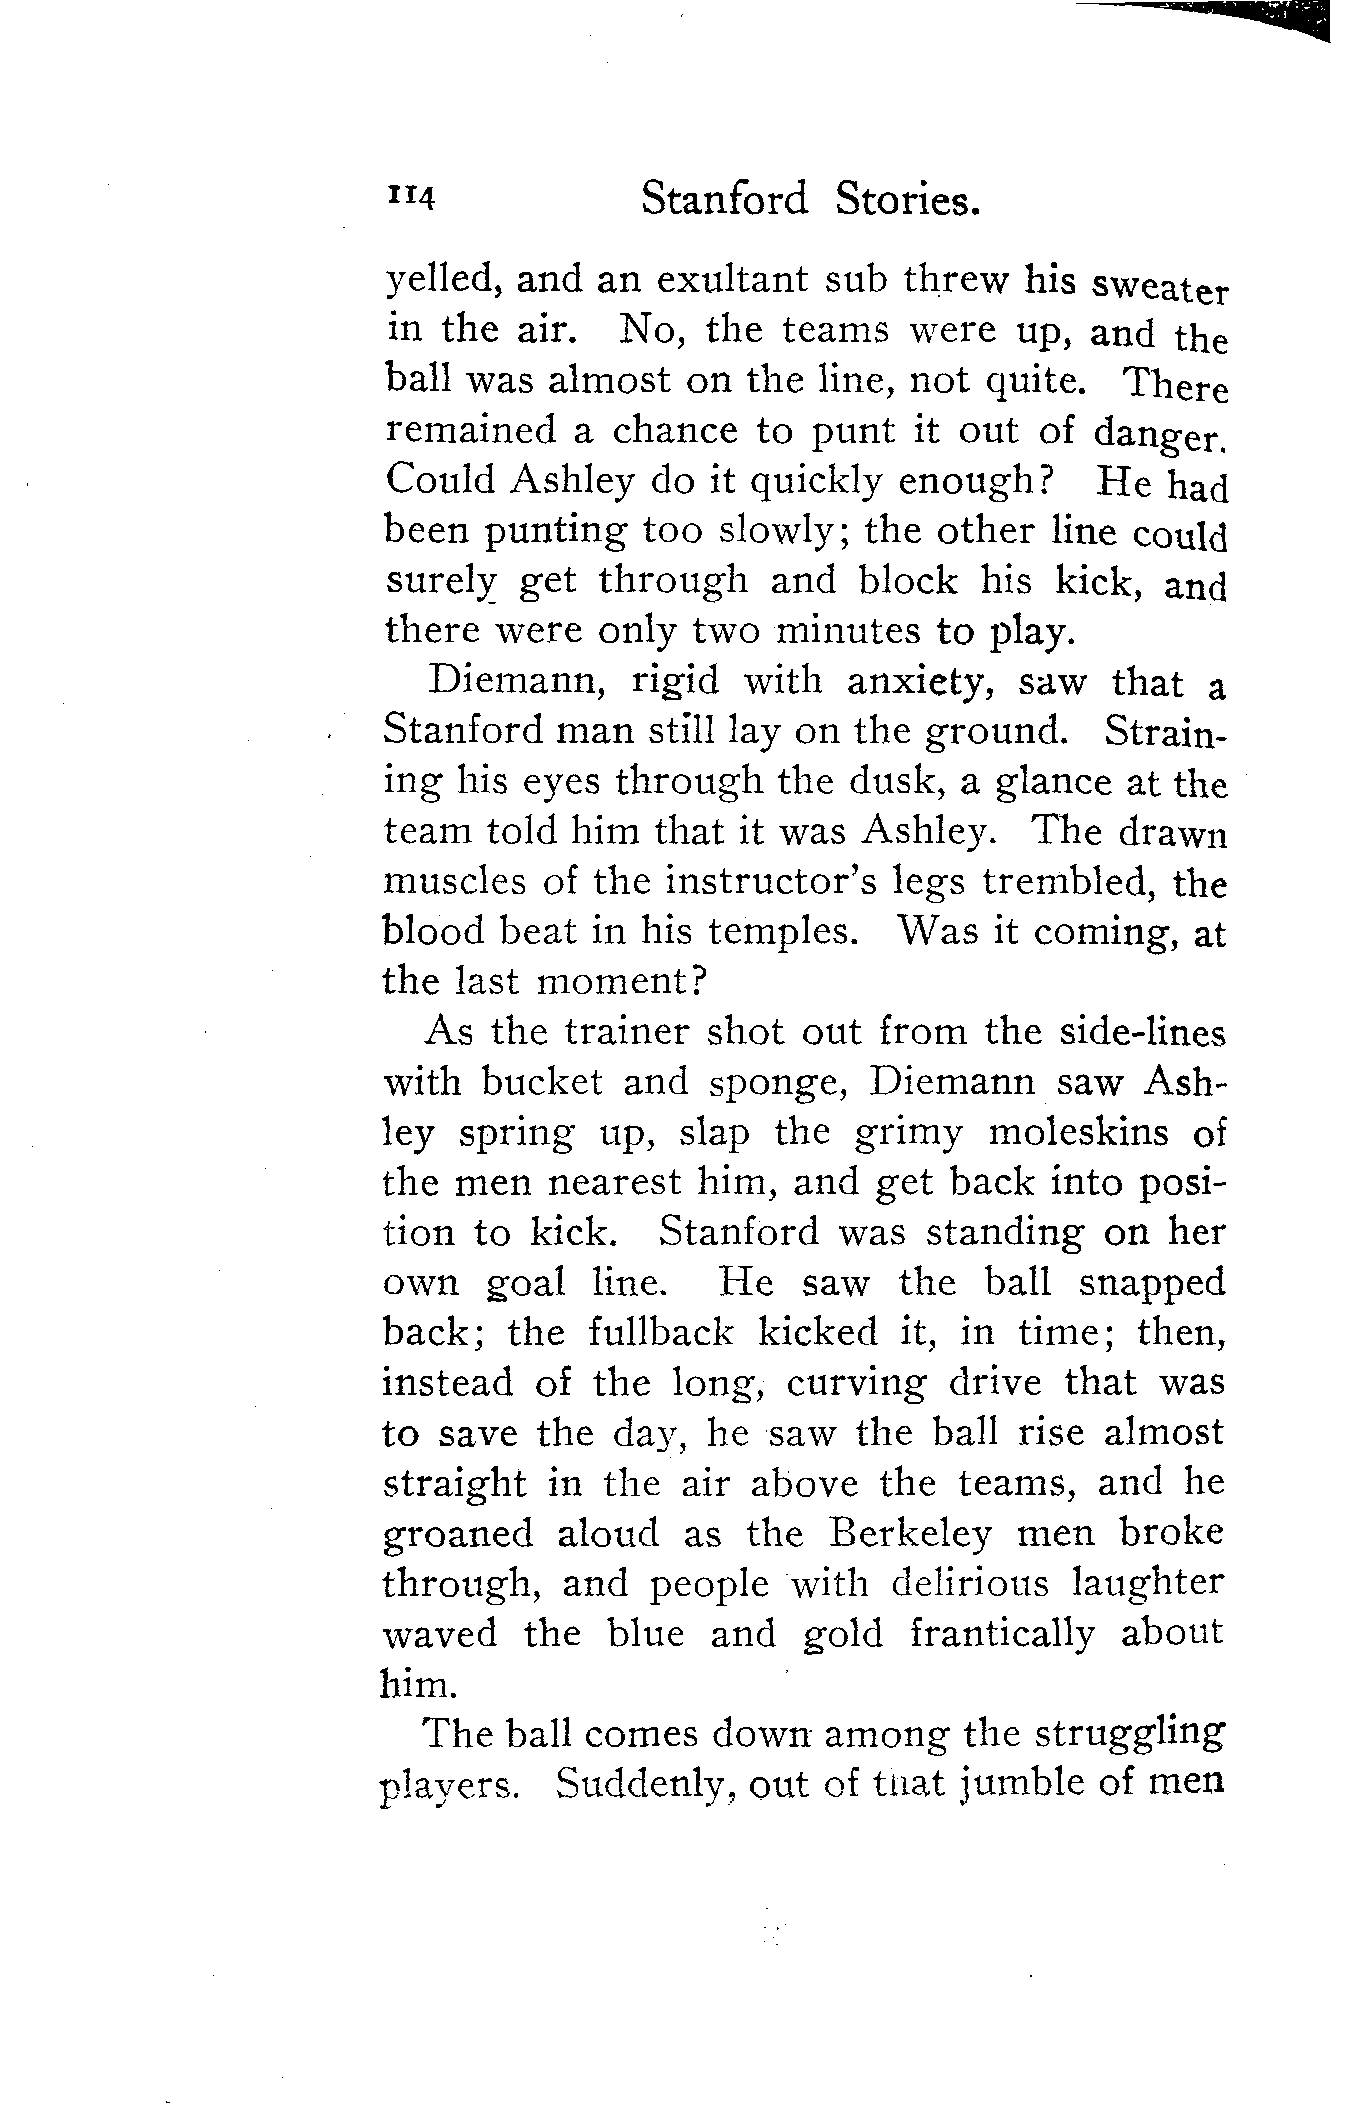 114 Stanford Stories.
yelled, and an exultant sub threw his sweater
in the air. No, the teams were up, and the
ball was almost on the line, not quite. There
remained a chance to punt it out of danger.
Could Ashley do it quickly enough? He had
been punting too slowly; the other line could
surely get through and block his kick, and
there were only two minutes to play.
Diemann, rigid with anxiety, saw that a
Stanford man still lay on the ground. Strain-
ing his eyes through the dusk, a glance at the
team told him that it was Ashley. The drawn
muscles of the instructor's legs trembled, the
blood beat in his temples. Was it coming, at
the last moment?
As the trainer shot out from the side-lines
with bucket and sponge, Diemann saw Ash-
ley spring up, slap the grimy moleskins of
the men nearest him, and get back into posi-
tion to kick. Stanford was standing on her
own goal line. He saw the ball snapped
back; the fullback kicked it, in time; then,
instead of the long, curving drive that was
to save the day, he saw the ball rise almost
straight in the air above the teams, and he
groaned aloud as the Berkeley men broke
through, and people with delirious laughter
waved the blue and gold frantically about
him.
The ball comes down among the struggling
players. Suddenly, out of that jumble of men